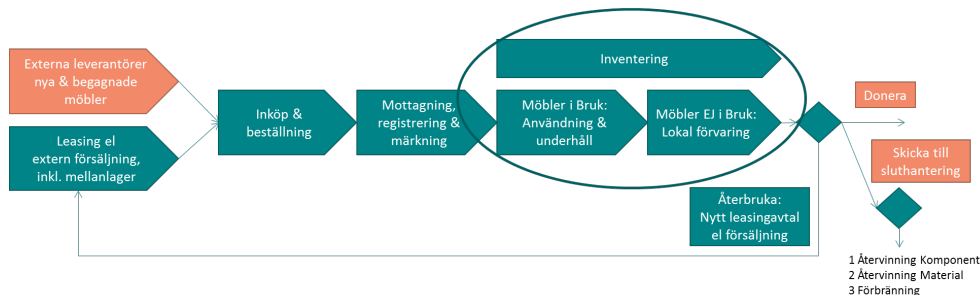 Externa leverantörer
nya & begagnade
möbler
Leasing el
extern försäljning,
inkl. mellanlager
Inköp &
beställning
Mottagning,
registrering &
märkning
Inventering
Möbler i Bruk:
Användning &
underhåll
Möbler EJ i Bruk:
Lokal förvaring
Donera
Skicka till
sluthantering
Återbruka:
Nytt leasingavtal
el försäljning
1 Återvinning Komponent
2 Återvinning Material
3 Förbränning